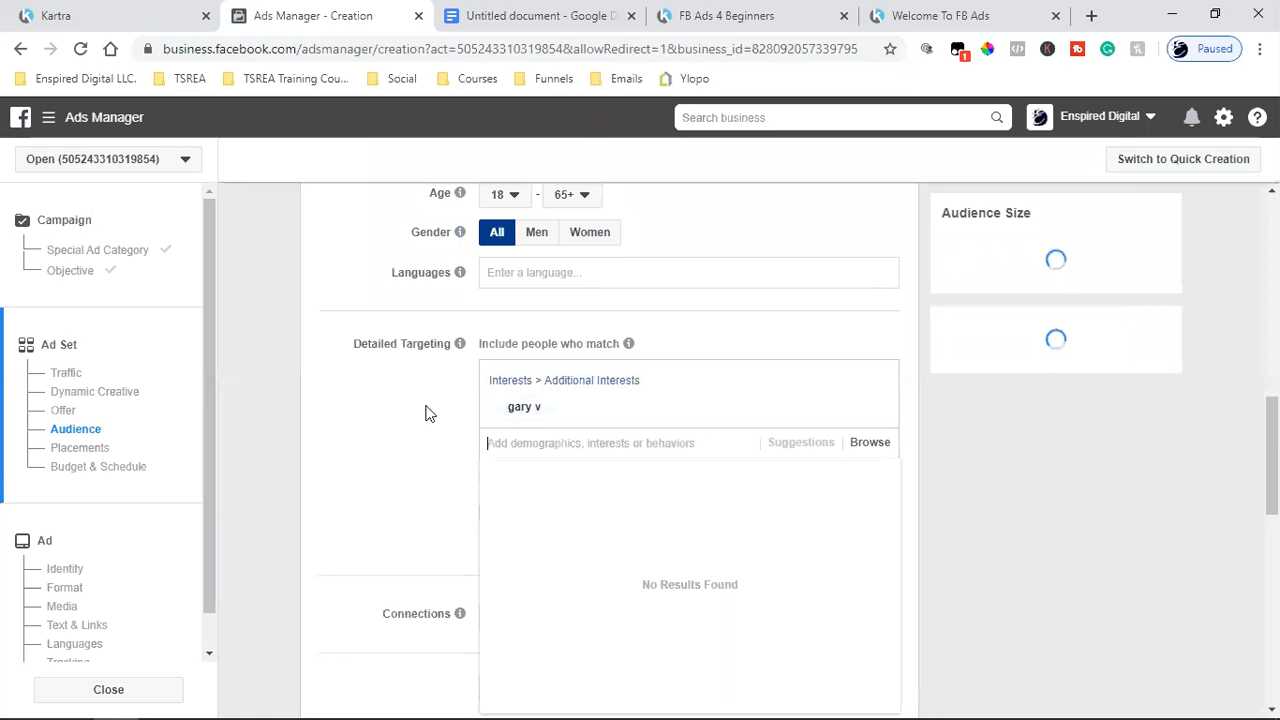 Kartra
Ads Manager - Creation
Untitled document - Google D
FB Ads 4 Beginners
Welcome To FB Ads
business.facebook.com/adsmanager/creation?act=505243310319854&allowRedirect=1&business_id=828092057339795
1
Paused
Enspired Digital LLC.
TSREA
TSREA Training Cou...
Social
Courses
Funnels
Emails
Ylopo
Ads Manager
Search business
Enspired Digital
Open (505243310319854)
Switch to Quick Creation
Campaign
Special Ad Category
Objective
Ad Set
Traffic
Dynamic Creative
Offer
Audience
Placements
Budget & Schedule
Ad
Identity
Format
Media
Text & Links
Languages
Tracking
Close
Age
18 - 65+
Gender
All Men Women
Languages
Enter a language...
Detailed Targeting
Include people who match
Interests > Additional Interests
gary v
Add demographics, interests or behaviors
Suggestions
Browse
No Results Found
Connections
Audience Size